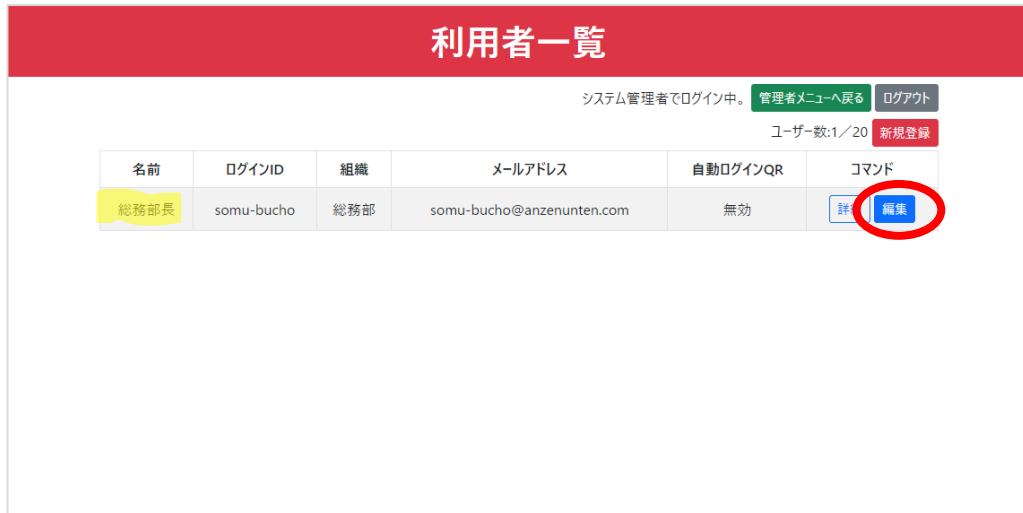 利用者一覧
システム管理者でログイン中。 管理者メニューへ戻る ログアウト
ユーザー数:1／20 新規登録
名前 ログインID 組織 メールアドレス 自動ログインQR コマンド
総務部長 somu-bucho 総務部 somu-bucho@anzenunten.com 無効 詳細 編集